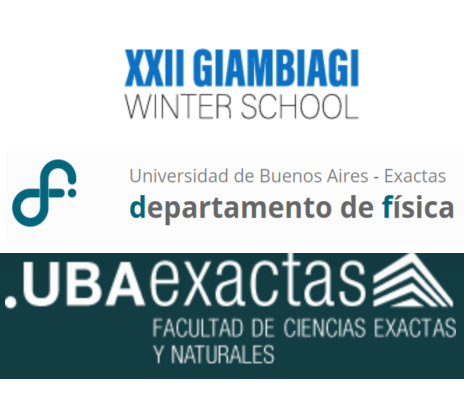 XXII GIAMBIAGI
WINTER SCHOOL
Universidad de Buenos Aires - Exactas
departamento de física
.UBAexactas
FACULTAD DE CIENCIAS EXACTAS
Y NATURALES